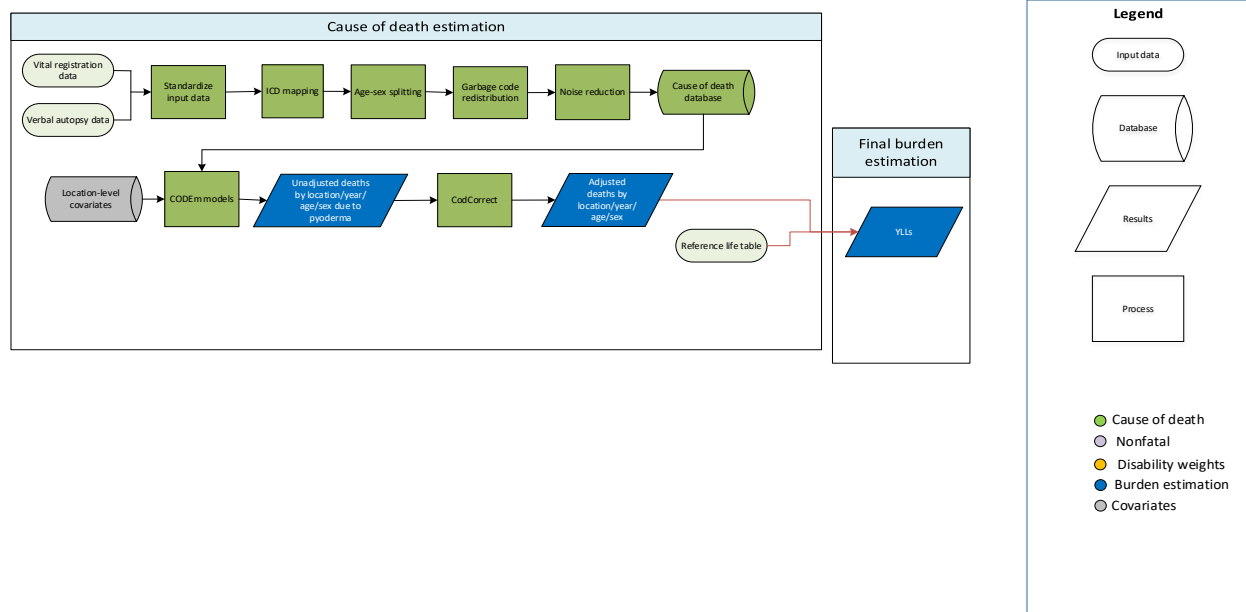 Cause of death estimation
Vital registration
data
Verbal autopsy data
Standardize
input data
ICD mapping
Age-sex splitting
Garbage code
redistribution
Noise reduction
Cause of death
database
Location-level
covariates
CODEm models
Unadjusted deaths
by location/year/
age/sex due to
pyoderma
CodCorrect
Adjusted
deaths by
location/year/
age/sex
Reference life table
Final burden
estimation
YLLs
Legend
Input data
Database
Results
Process
Cause of death
Nonfatal
Disability weights
Burden estimation
Covariates